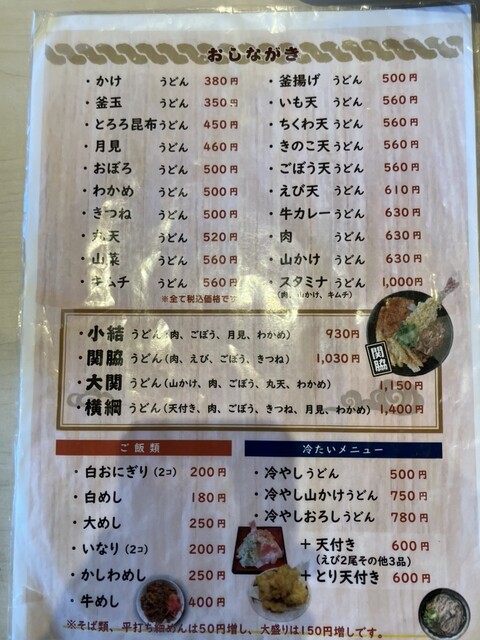 おしながき
・かけ うどん 380円
・釜玉 うどん 350円
・とろろ昆布うどん 450円
・月見 うどん 460円
・おぼろ うどん 500円
・わかめ うどん 500円
・きつね うどん 500円
・丸天 うどん 520円
・山菜 うどん 560円
・キムチ うどん 560円
※全て税込価格です
・釜揚げ うどん 500円
・いも天 うどん 560円
・ちくわ天 うどん 560円
・きのこ天 うどん 560円
・ごぼう天 うどん 560円
・えび天 うどん 610円
・牛カレーうどん 630円
・肉 うどん 630円
・山かけ うどん 630円
・スタミナ うどん 1,000円
(肉、山かけ、キムチ)
・小結 うどん(肉、ごぼう、月見、わかめ) 930円
・関脇 うどん(肉、えび、ごぼう、きつね) 1,030円
・大関 うどん(山かけ、肉、ごぼう、丸天、わかめ) 1,150円
・横綱 うどん(天付き、肉、ごぼう、きつね、月見、わかめ) 1,400円
関脇
ご飯類
・白おにぎり(2コ) 200円
・白めし 180円
・大めし 250円
・いなり(2コ) 200円
・かしわめし 250円
・牛めし 400円
冷たいメニュー
・冷やしうどん 500円
・冷やし山かけうどん 750円
・冷やしおろしうどん 780円
+天付き 600円
(えび2尾その他3品)
+とり天付き 600円
※そば類、平打ち細めんは50円増し、大盛りは150円増しです。